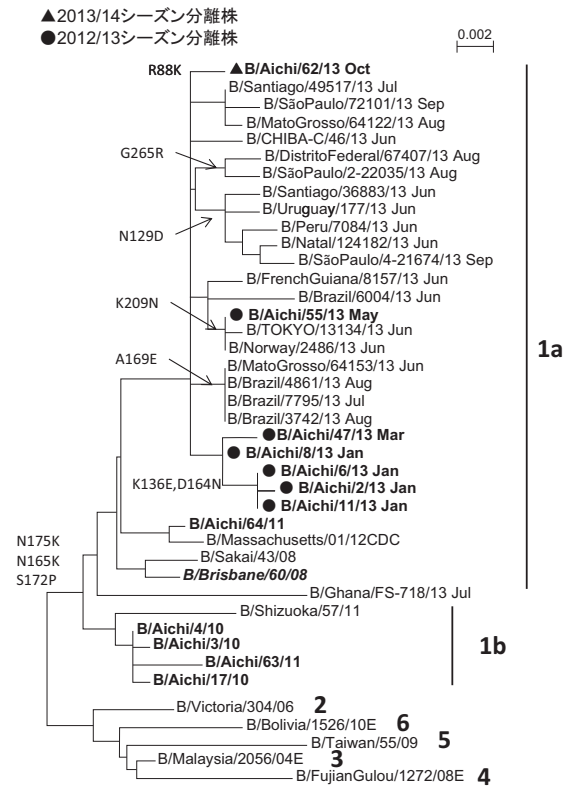 ▲2013/14シーズン分離株
●2012/13シーズン分離株
0.002
R88K
▲B/Aichi/62/13 Oct
B/Santiago/49517/13 Jul
B/SãoPaulo/72101/13 Sep
B/MatoGrosso/64122/13 Aug
B/CHIBA-C/46/13 Jun
G265R
B/DistritoFederal/67407/13 Aug
B/SãoPaulo/2-22035/13 Aug
B/Santiago/36883/13 Jun
B/Uruguay/177/13 Jun
N129D
B/Peru/7084/13 Jun
B/Natal/124182/13 Jun
B/SãoPaulo/4-21674/13 Sep
B/FrenchGuiana/8157/13 Jun
B/Brazil/6004/13 Jun
K209N
● B/Aichi/55/13 May
B/TOKYO/13134/13 Jun
B/Norway/2486/13 Jun
1a
A169E
B/MatoGrosso/64153/13 Jun
B/Brazil/4861/13 Aug
B/Brazil/7795/13 Jul
B/Brazil/3742/13 Aug
●B/Aichi/47/13 Mar
● B/Aichi/8/13 Jan
● B/Aichi/6/13 Jan
K136E,D164N
● B/Aichi/2/13 Jan
● B/Aichi/11/13 Jan
B/Aichi/64/11
B/Massachusetts/01/12CDC
N175K
N165K
S172P
B/Sakai/43/08
B/Brisbane/60/08
B/Ghana/FS-718/13 Jul
B/Shizuoka/57/11
B/Aichi/4/10
B/Aichi/3/10
1b
B/Aichi/63/11
B/Aichi/17/10
B/Victoria/304/06 2
B/Bolivia/1526/10E 6
B/Taiwan/55/09 5
B/Malaysia/2056/04E 3
B/FujianGulou/1272/08E 4